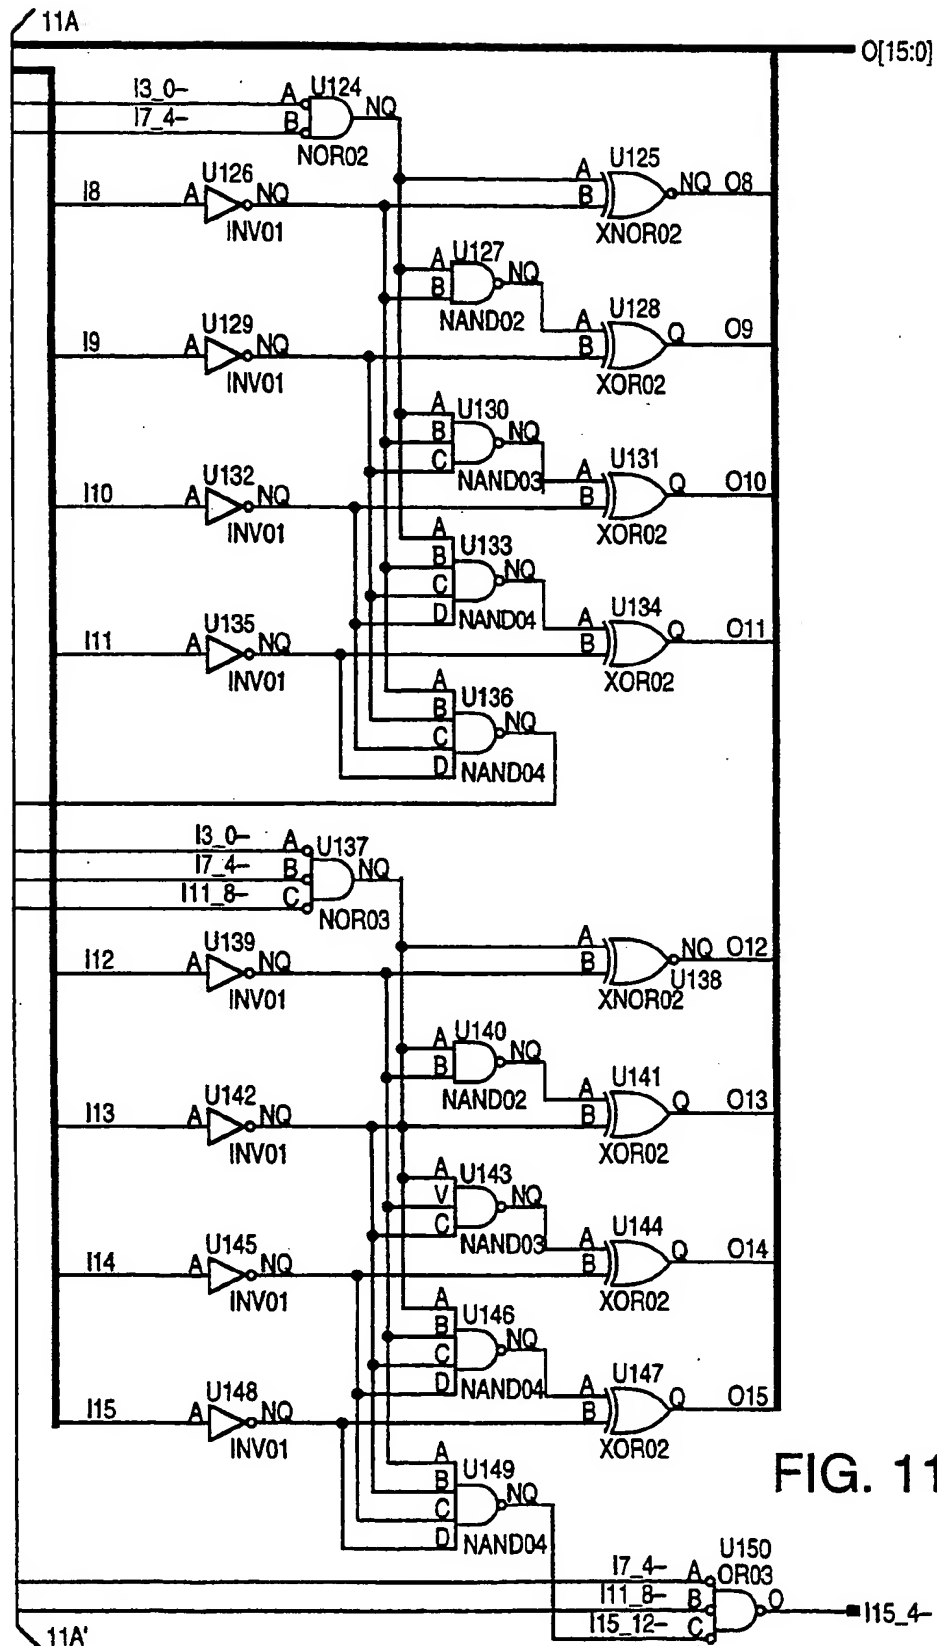 11A
O[15:0]
I3_0– A U124 NQ
I7_4– B
NOR02
U125
A
I8 A U126 NQ B NQ O8
INV01 XNOR02
A U127 NQ
B
NAND02 U128
I9 A U129 NQ A Q O9
B
INV01 XOR02
A U130
B NQ
C
NAND03 U131
I10 A U132 NQ A Q O10
B
INV01 XOR02
A U133
B NQ
C
D NAND04 U134
I11 A U135 NQ A Q O11
B
INV01 XOR02
A U136
B NQ
C
D NAND04
I3_0– A U137
I7_4– B NQ
I11_8– C
NOR03
A
I12 A U139 NQ B NQ O12
INV01 XNOR02 U138
A U140 NQ
B
NAND02 U141
I13 A U142 NQ A Q O13
B
INV01 XOR02
A U143
V NQ
C
NAND03 U144
I14 A U145 NQ A Q O14
B
INV01 XOR02
A U146
B NQ
C
D NAND04 U147
I15 A U148 NQ A Q O15
B
INV01 XOR02
A U149
B NQ
C
D NAND04
FIG. 11
U150
I7_4– A OR03
I11_8– B O I15_4–
I15_12– C
11A'